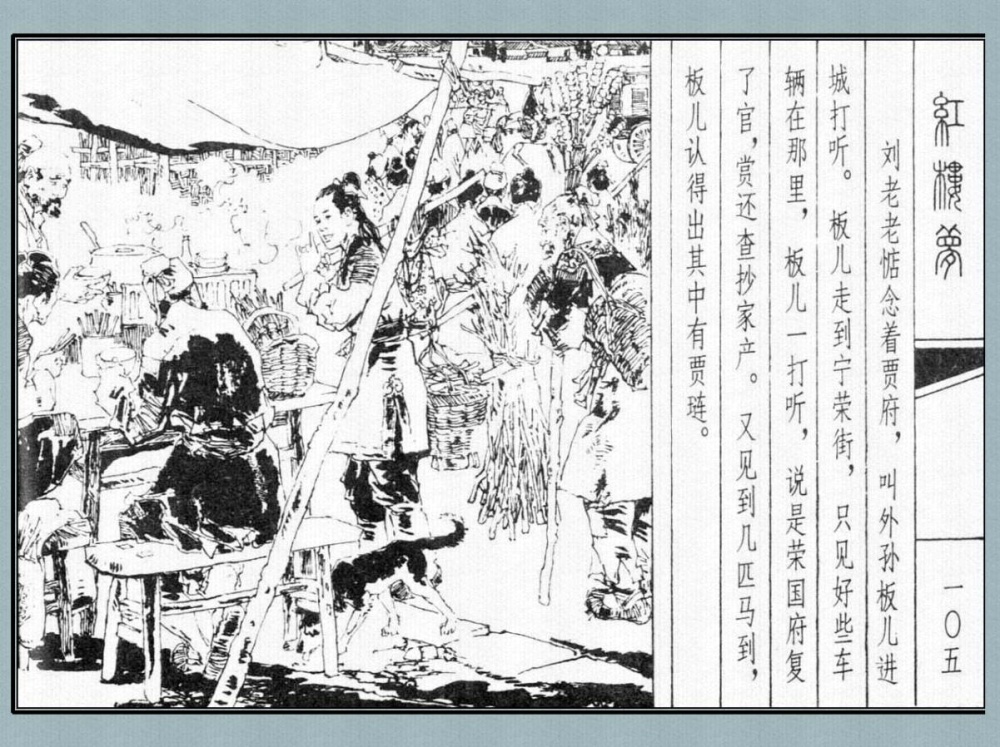 紅樓夢
一〇五
刘老老惦念着贾府，叫外孙板儿进
城打听。板儿走到宁荣街，只见好些车
辆在那里，板儿一打听，说是荣国府复
了官，赏还查抄家产。又见到几匹马到，
板儿认得出其中有贾琏。